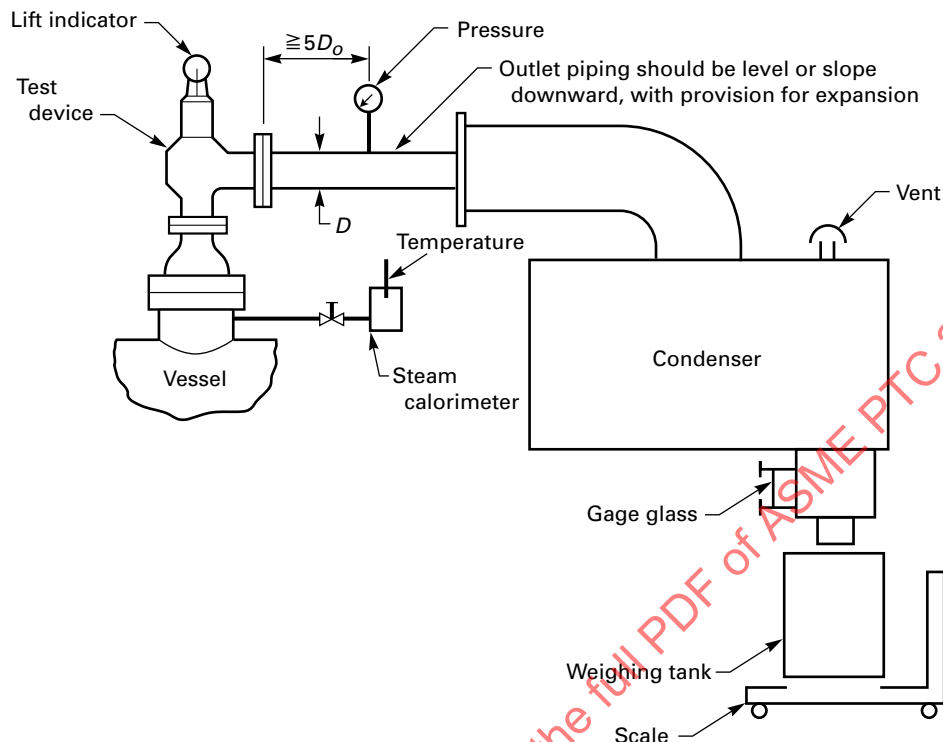 Lift indicator
≧5Dₒ
Pressure
Test
device
Outlet piping should be level or slope
downward, with provision for expansion
D
Vent
Temperature
Condenser
Vessel
Steam
calorimeter
Gage glass
Weighing tank
Scale
the full PDF of ASME PTC